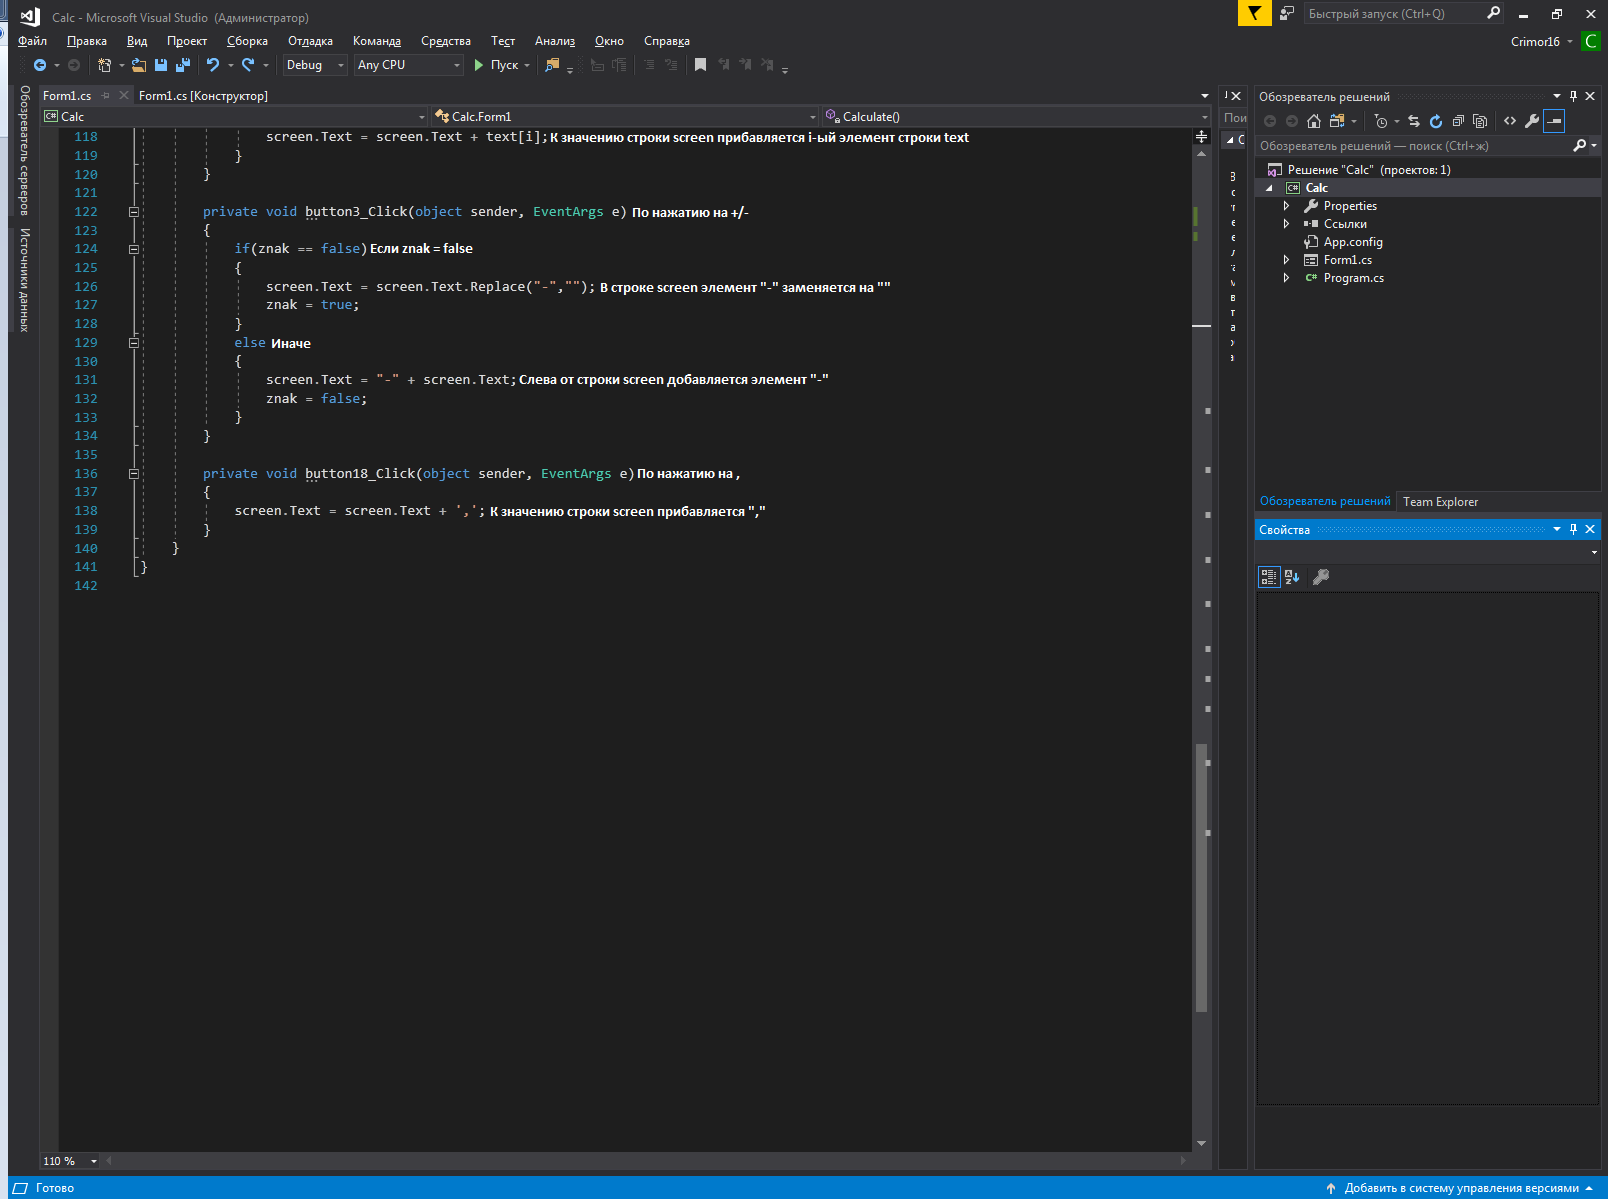 Calc - Microsoft Visual Studio (Администратор)
Быстрый запуск (Ctrl+Q)
Файл Правка Вид Проект Сборка Отладка Команда Средства Тест Анализ Окно Справка
Crimor16 C
Debug Any CPU Пуск
Обозреватель серверов
Источники данных
Form1.cs Form1.cs [Конструктор]
Calc Calc.Form1 Calculate()
118 screen.Text = screen.Text + text[i]; К значению строки screen прибавляется i-ый элемент строки text
119 }
120 }
121
122 private void button3_Click(object sender, EventArgs e) По нажатию на +/-
123 {
124 if(znak == false) Если znak = false
125 {
126 screen.Text = screen.Text.Replace("-",""); В строке screen элемент "-" заменяется на ""
127 znak = true;
128 }
129 else Иначе
130 {
131 screen.Text = "-" + screen.Text; Слева от строки screen добавляется элемент "-"
132 znak = false;
133 }
134 }
135
136 private void button18_Click(object sender, EventArgs e) По нажатию на ,
137 {
138 screen.Text = screen.Text + ','; К значению строки screen прибавляется ","
139 }
140 }
141 }
142
110 %
Пои
Обозреватель решений
Обозреватель решений — поиск (Ctrl+ж)
Решение "Calc" (проектов: 1)
Calc
Properties
Ссылки
App.config
Form1.cs
Program.cs
Обозреватель решений Team Explorer
Свойства
Готово
Добавить в систему управления версиями